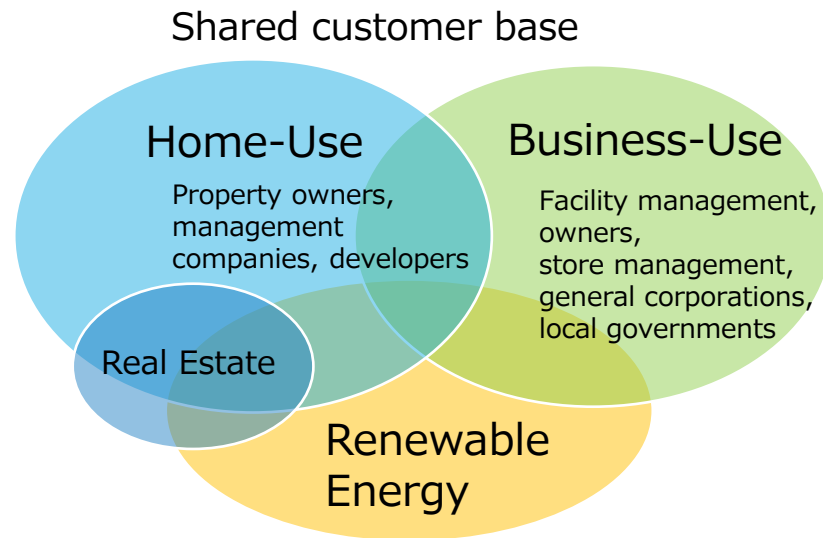 Shared customer base
Home-Use
Property owners,
management
companies, developers
Business-Use
Facility management,
owners,
store management,
general corporations,
local governments
Real Estate
Renewable
Energy